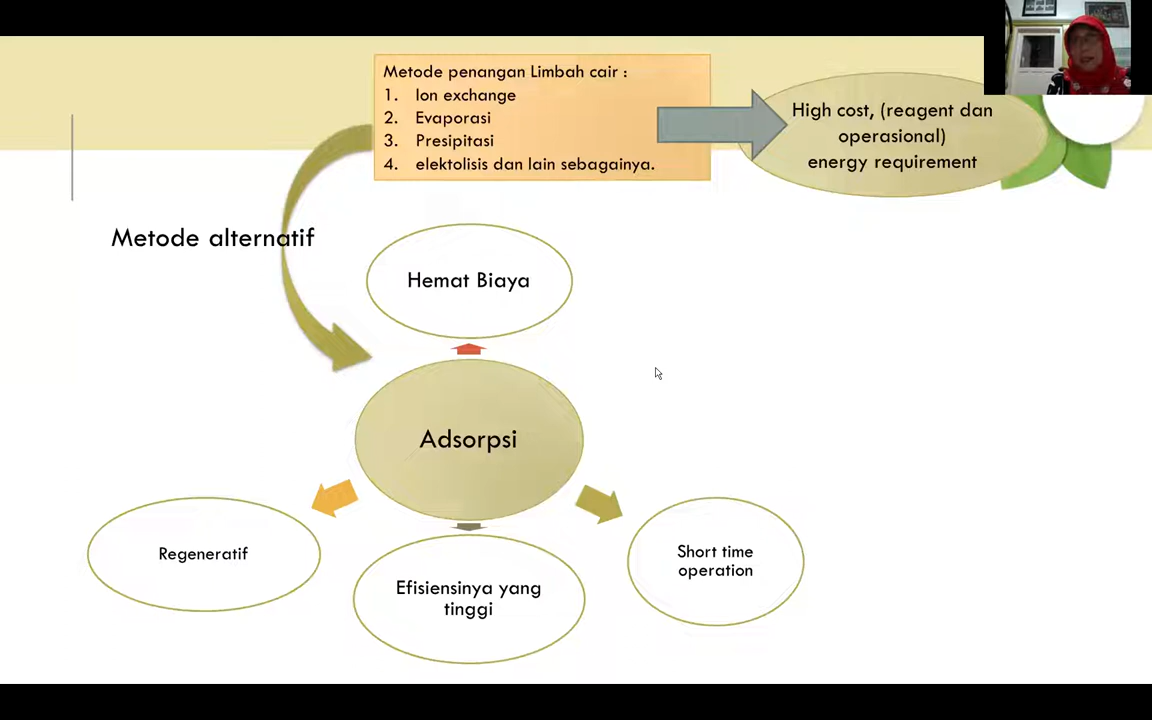 Metode penangan Limbah cair :
1. Ion exchange
2. Evaporasi
3. Presipitasi
4. elektolisis dan lain sebagainya.
High cost, (reagent dan
operasional)
energy requirement
Metode alternatif
Hemat Biaya
Adsorpsi
Regeneratif
Efisiensinya yang
tinggi
Short time
operation